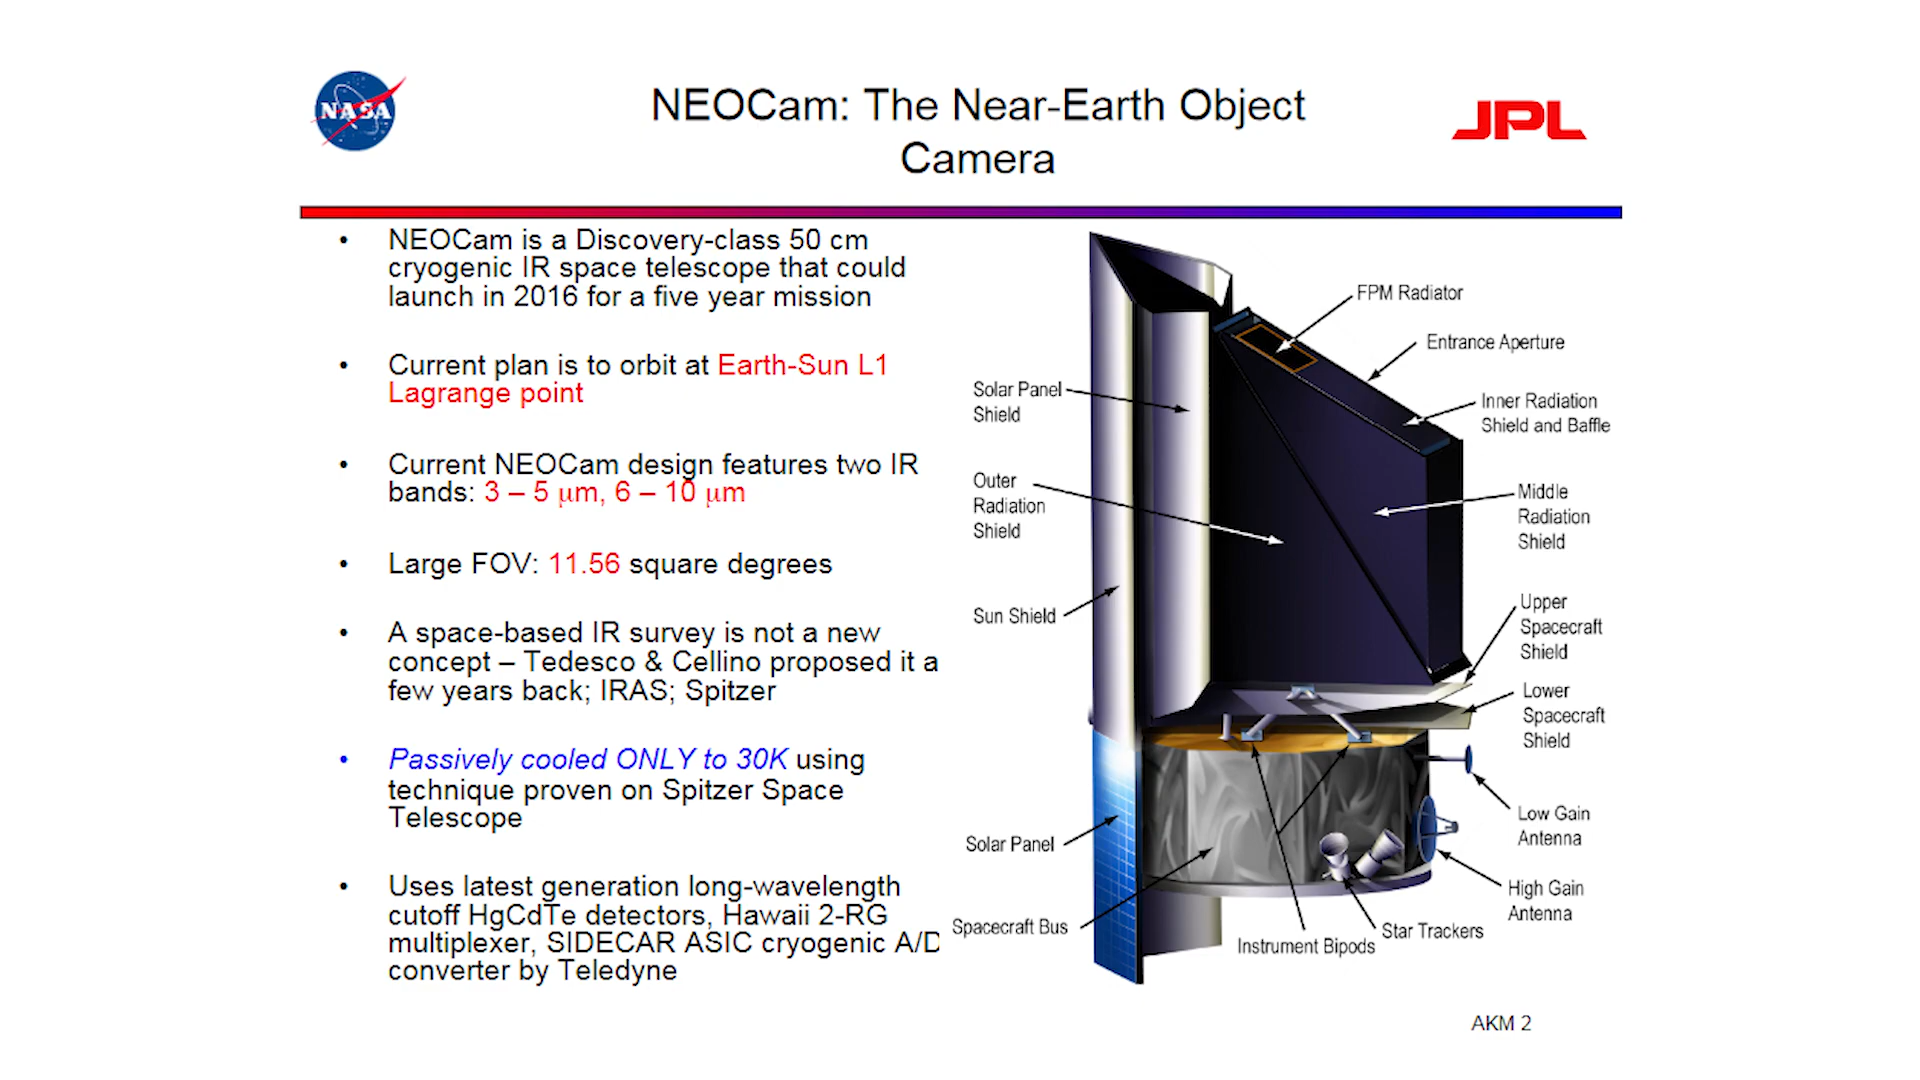 NASA
NEOCam: The Near-Earth Object
Camera
JPL
• NEOCam is a Discovery-class 50 cm
cryogenic IR space telescope that could
launch in 2016 for a five year mission
• Current plan is to orbit at Earth-Sun L1
Lagrange point
• Current NEOCam design features two IR
bands: 3 – 5 μm, 6 – 10 μm
• Large FOV: 11.56 square degrees
• A space-based IR survey is not a new
concept – Tedesco & Cellino proposed it a
few years back; IRAS; Spitzer
• Passively cooled ONLY to 30K using
technique proven on Spitzer Space
Telescope
• Uses latest generation long-wavelength
cutoff HgCdTe detectors, Hawaii 2-RG
multiplexer, SIDECAR ASIC cryogenic A/D
converter by Teledyne
FPM Radiator
Entrance Aperture
Solar Panel
Shield
Inner Radiation
Shield and Baffle
Outer
Radiation
Shield
Middle
Radiation
Shield
Sun Shield
Upper
Spacecraft
Shield
Lower
Spacecraft
Shield
Solar Panel
Low Gain
Antenna
High Gain
Antenna
Spacecraft Bus
Instrument Bipods
Star Trackers
AKM 2